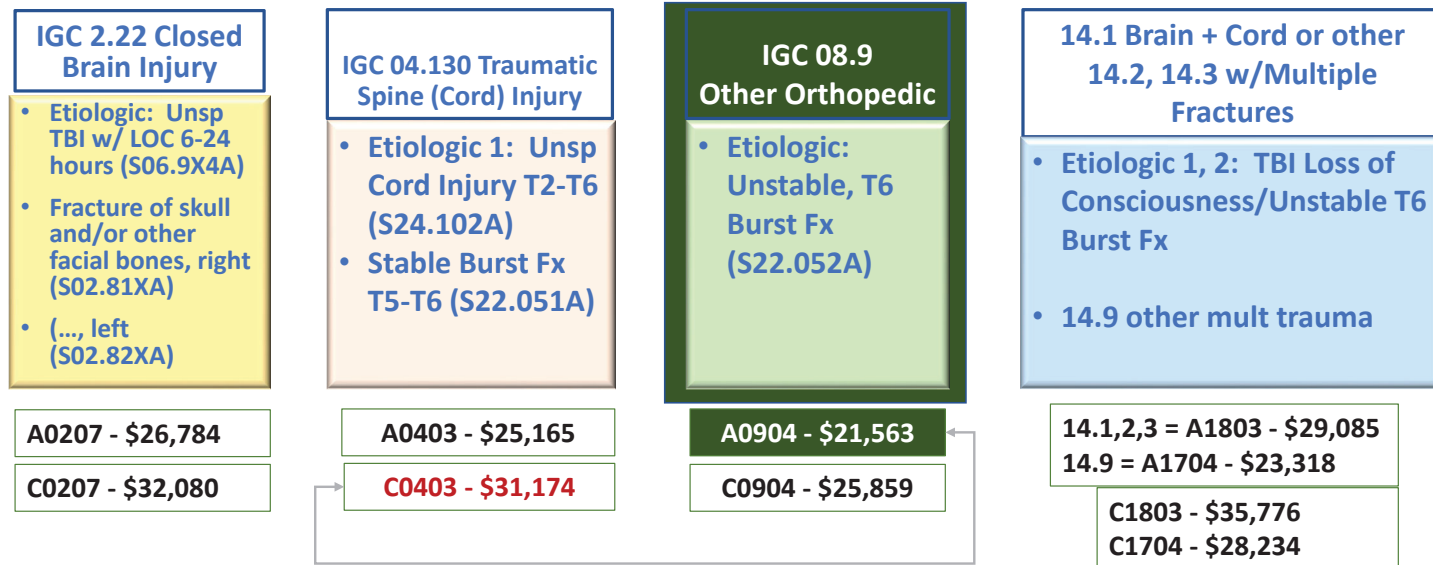 IGC 2.22 Closed
Brain Injury
• Etiologic: Unsp
TBI w/ LOC 6-24
hours (S06.9X4A)
• Fracture of skull
and/or other
facial bones, right
(S02.81XA)
• (…, left
(S02.82XA)
A0207 - $26,784
C0207 - $32,080
IGC 04.130 Traumatic
Spine (Cord) Injury
• Etiologic 1: Unsp
Cord Injury T2-T6
(S24.102A)
• Stable Burst Fx
T5-T6 (S22.051A)
A0403 - $25,165
C0403 - $31,174
IGC 08.9
Other Orthopedic
• Etiologic:
Unstable, T6
Burst Fx
(S22.052A)
A0904 - $21,563
C0904 - $25,859
14.1 Brain + Cord or other
14.2, 14.3 w/Multiple
Fractures
• Etiologic 1, 2: TBI Loss of
Consciousness/Unstable T6
Burst Fx
• 14.9 other mult trauma
14.1,2,3 = A1803 - $29,085
14.9 = A1704 - $23,318
C1803 - $35,776
C1704 - $28,234